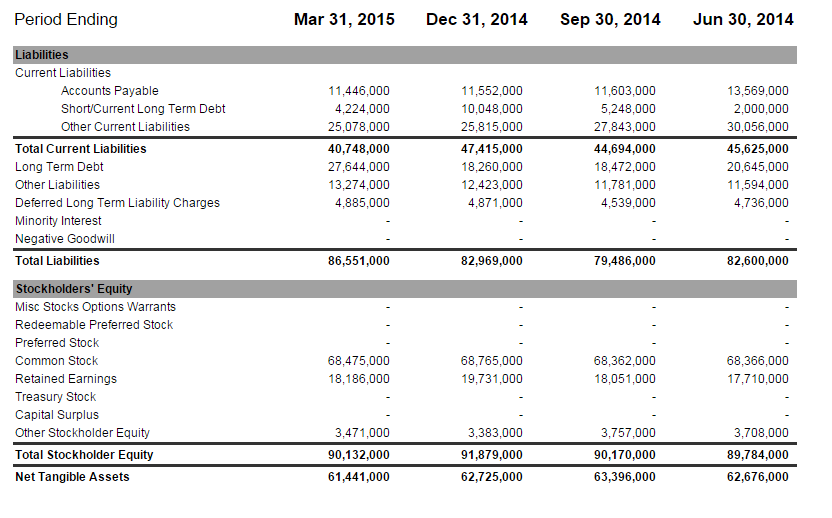 Period Ending Mar 31, 2015 Dec 31, 2014 Sep 30, 2014 Jun 30, 2014
Liabilities
Current Liabilities
Accounts Payable 11,446,000 11,552,000 11,603,000 13,569,000
Short/Current Long Term Debt 4,224,000 10,048,000 5,248,000 2,000,000
Other Current Liabilities 25,078,000 25,815,000 27,843,000 30,056,000
Total Current Liabilities 40,748,000 47,415,000 44,694,000 45,625,000
Long Term Debt 27,644,000 18,260,000 18,472,000 20,645,000
Other Liabilities 13,274,000 12,423,000 11,781,000 11,594,000
Deferred Long Term Liability Charges 4,885,000 4,871,000 4,539,000 4,736,000
Minority Interest - - - -
Negative Goodwill - - - -
Total Liabilities 86,551,000 82,969,000 79,486,000 82,600,000
Stockholders' Equity
Misc Stocks Options Warrants - - - -
Redeemable Preferred Stock - - - -
Preferred Stock - - - -
Common Stock 68,475,000 68,765,000 68,362,000 68,366,000
Retained Earnings 18,186,000 19,731,000 18,051,000 17,710,000
Treasury Stock - - - -
Capital Surplus - - - -
Other Stockholder Equity 3,471,000 3,383,000 3,757,000 3,708,000
Total Stockholder Equity 90,132,000 91,879,000 90,170,000 89,784,000
Net Tangible Assets 61,441,000 62,725,000 63,396,000 62,676,000